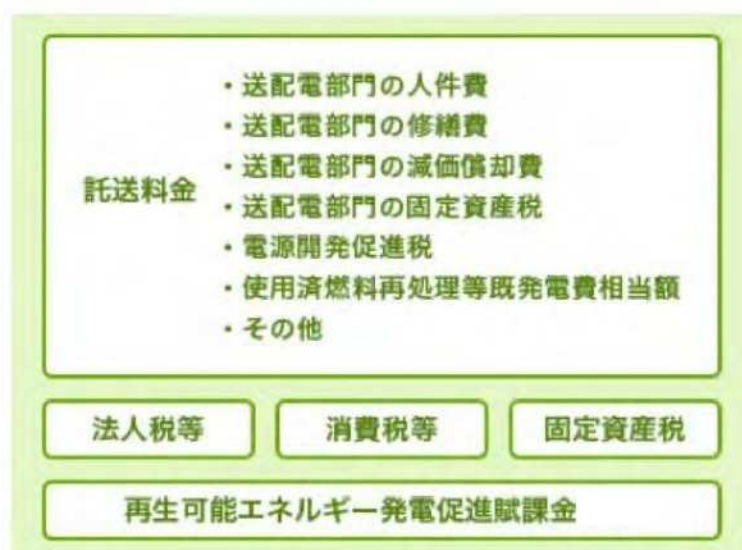 託送料金
・送配電部門の人件費
・送配電部門の修繕費
・送配電部門の減価償却費
・送配電部門の固定資産税
・電源開発促進税
・使用済燃料再処理等既発電費相当額
・その他
法人税等 消費税等 固定資産税
再生可能エネルギー発電促進賦課金